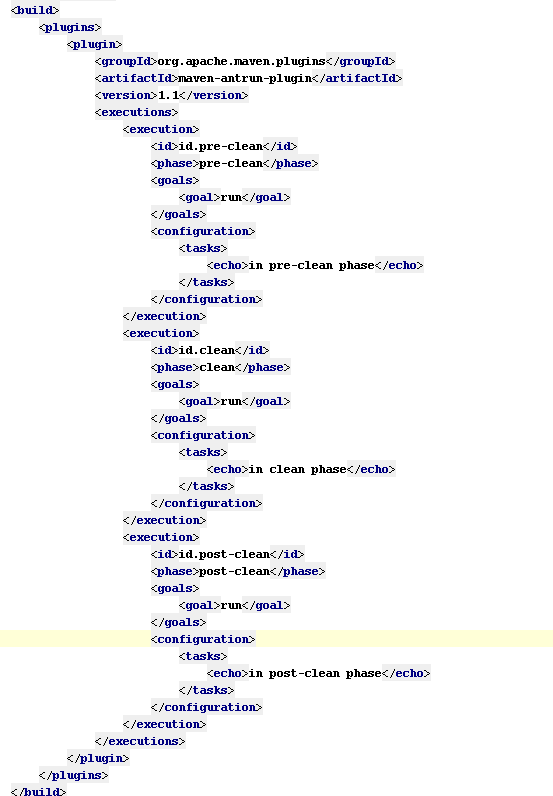 <build>
<plugins>
<plugin>
<groupId>org.apache.maven.plugins</groupId>
<artifactId>maven-antrun-plugin</artifactId>
<version>1.1</version>
<executions>
<execution>
<id>id.pre-clean</id>
<phase>pre-clean</phase>
<goals>
<goal>run</goal>
</goals>
<configuration>
<tasks>
<echo>in pre-clean phase</echo>
</tasks>
</configuration>
</execution>
<execution>
<id>id.clean</id>
<phase>clean</phase>
<goals>
<goal>run</goal>
</goals>
<configuration>
<tasks>
<echo>in clean phase</echo>
</tasks>
</configuration>
</execution>
<execution>
<id>id.post-clean</id>
<phase>post-clean</phase>
<goals>
<goal>run</goal>
</goals>
<configuration>
<tasks>
<echo>in post-clean phase</echo>
</tasks>
</configuration>
</execution>
</executions>
</plugin>
</plugins>
</build>